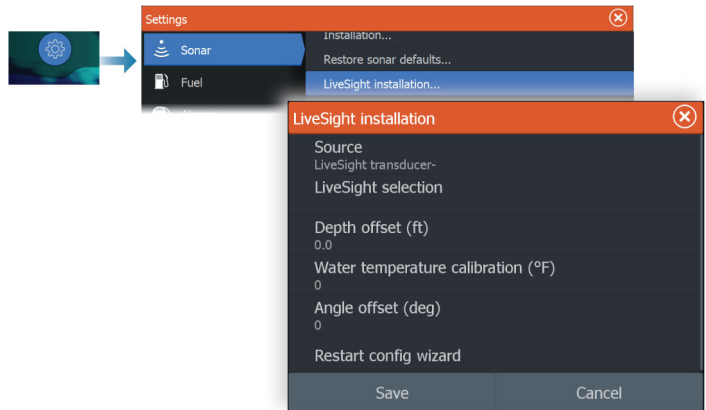 Settings
Sonar
Fuel
Installation...
Restore sonar defaults...
LiveSight installation...
LiveSight installation
Source
LiveSight transducer-
LiveSight selection
Depth offset (ft)
0.0
Water temperature calibration (°F)
0
Angle offset (deg)
0
Restart config wizard
Save
Cancel